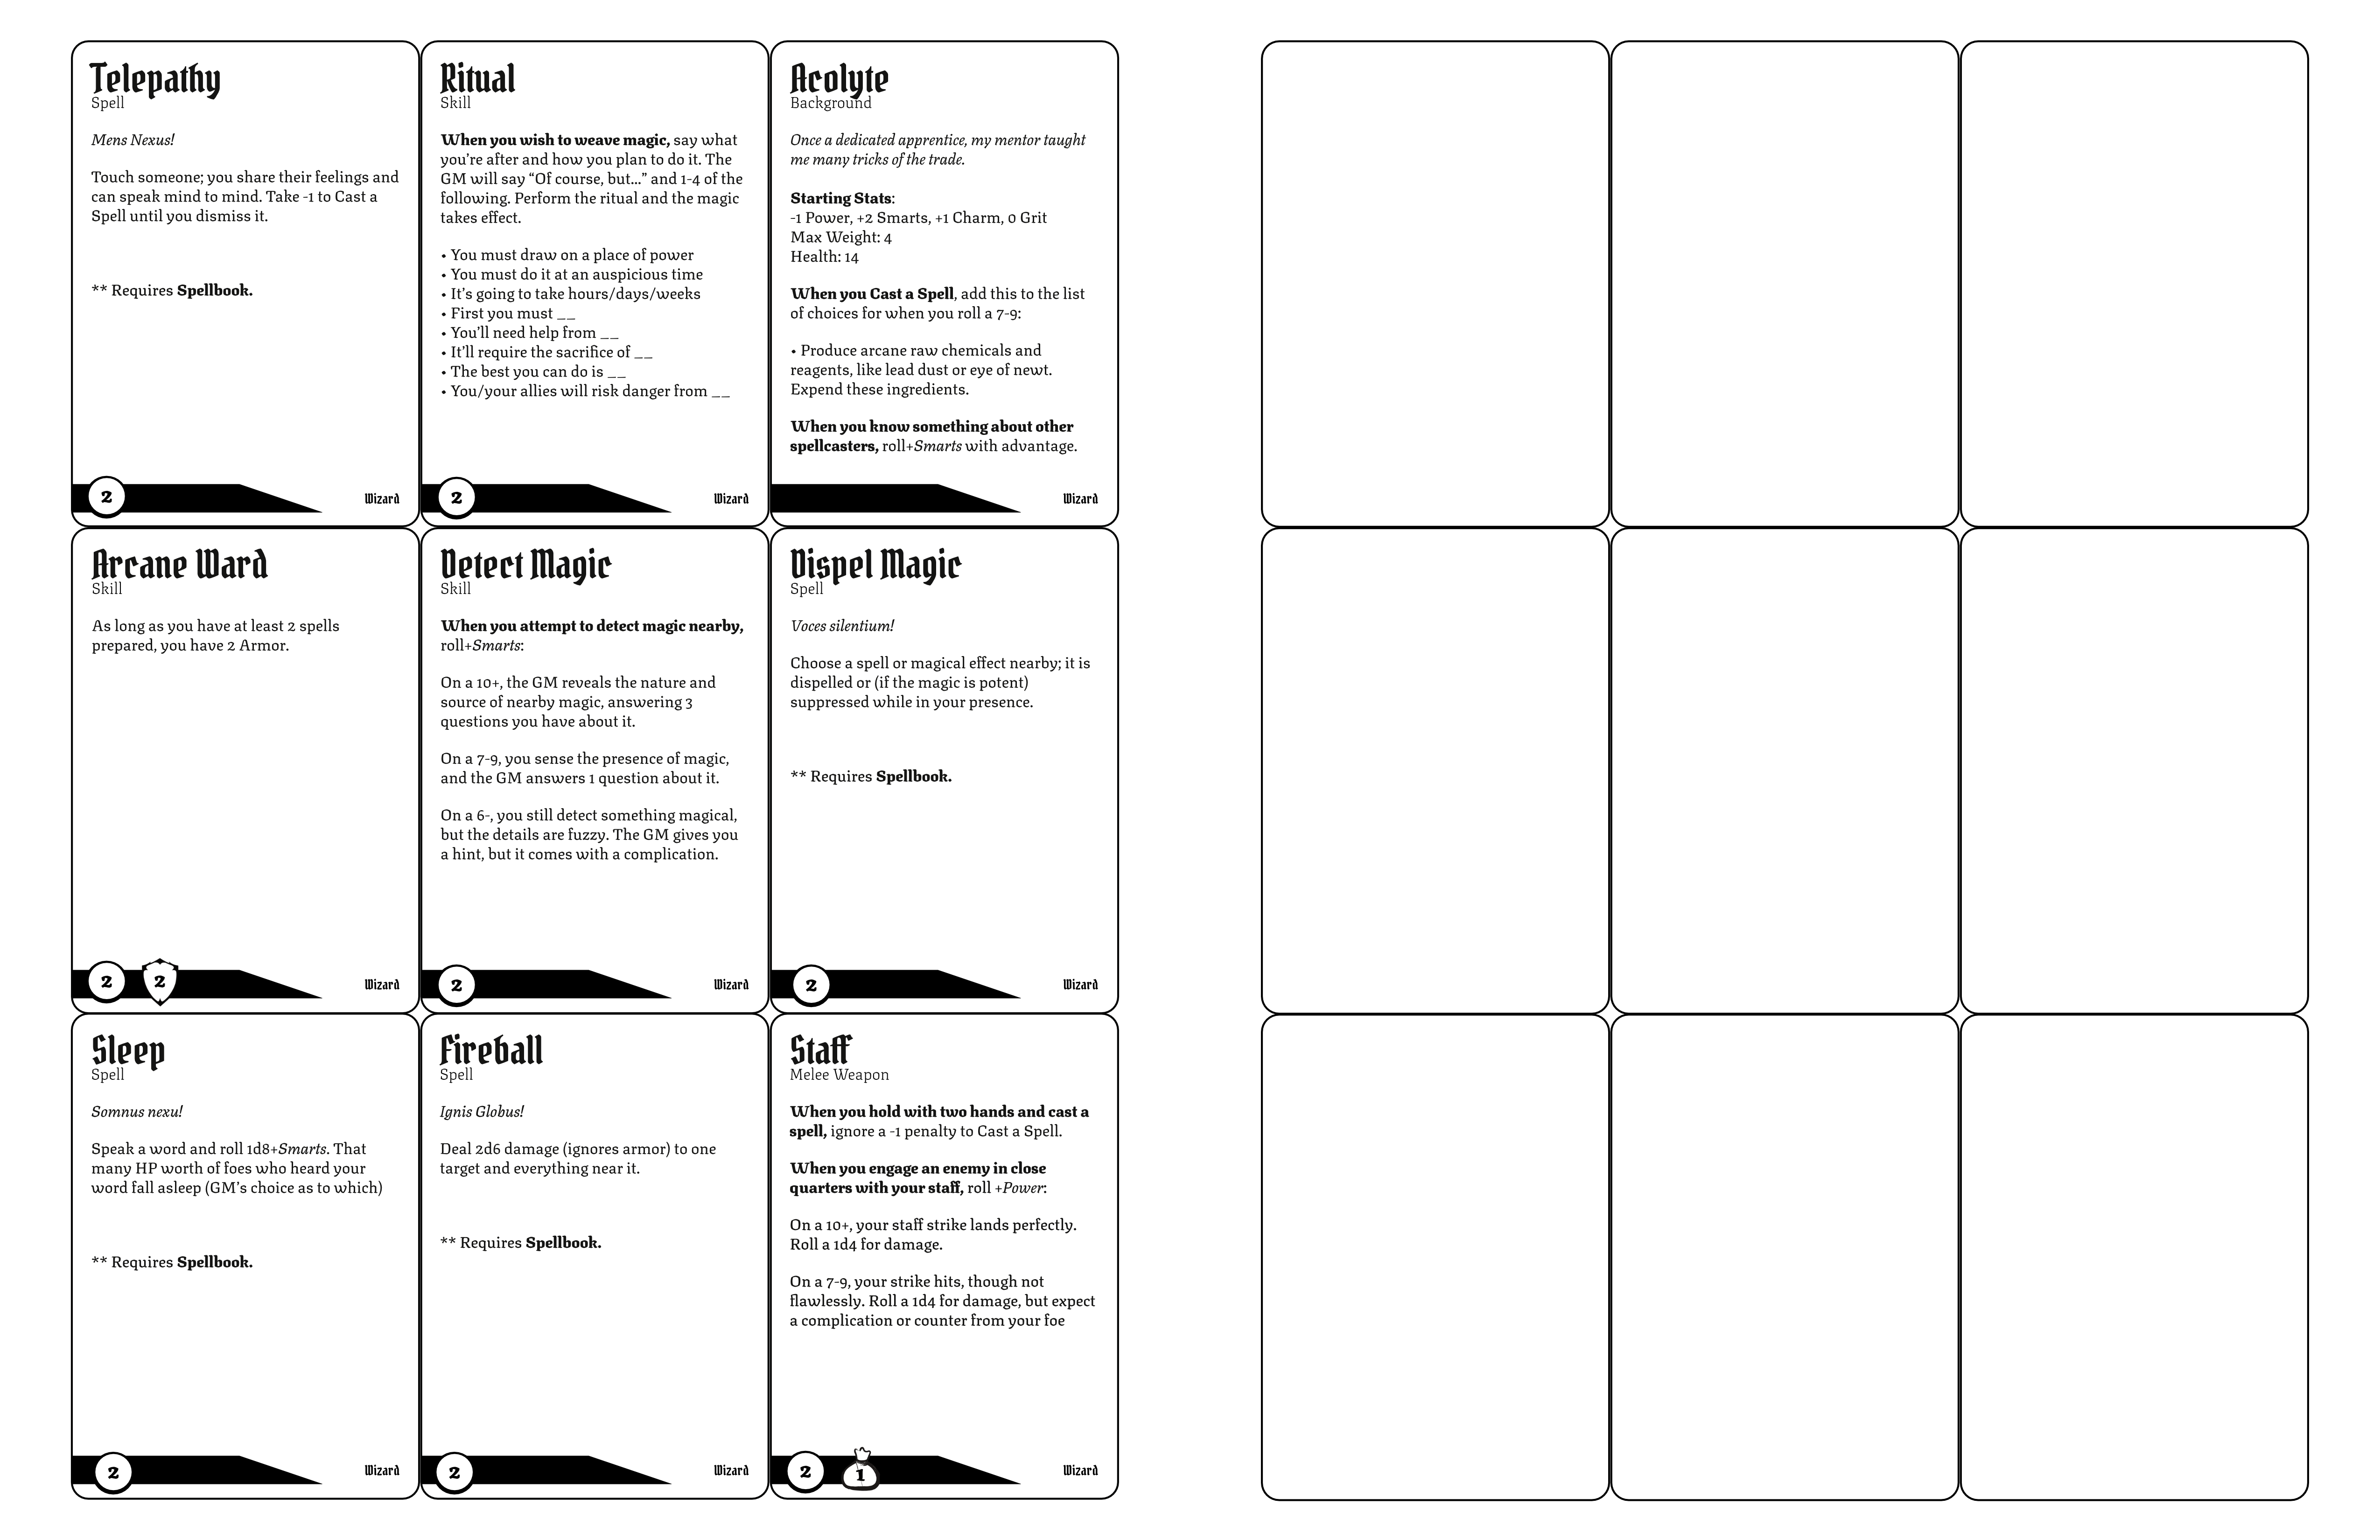 Telepathy
Spell
Mens Nexus!
Touch someone; you share their feelings and
can speak mind to mind. Take -1 to Cast a
Spell until you dismiss it.
** Requires Spellbook.
2
Wizard
Ritual
Skill
When you wish to weave magic, say what
you’re after and how you plan to do it. The
GM will say “Of course, but...” and 1-4 of the
following. Perform the ritual and the magic
takes effect.
• You must draw on a place of power
• You must do it at an auspicious time
• It’s going to take hours/days/weeks
• First you must __
• You’ll need help from __
• It’ll require the sacrifice of __
• The best you can do is __
• You/your allies will risk danger from __
2
Wizard
Acolyte
Background
Once a dedicated apprentice, my mentor taught
me many tricks of the trade.
Starting Stats:
-1 Power, +2 Smarts, +1 Charm, 0 Grit
Max Weight: 4
Health: 14
When you Cast a Spell, add this to the list
of choices for when you roll a 7-9:
• Produce arcane raw chemicals and
reagents, like lead dust or eye of newt.
Expend these ingredients.
When you know something about other
spellcasters, roll+Smarts with advantage.
Wizard
Arcane Ward
Skill
As long as you have at least 2 spells
prepared, you have 2 Armor.
2
2
Wizard
Detect Magic
Skill
When you attempt to detect magic nearby,
roll+Smarts:
On a 10+, the GM reveals the nature and
source of nearby magic, answering 3
questions you have about it.
On a 7-9, you sense the presence of magic,
and the GM answers 1 question about it.
On a 6-, you still detect something magical,
but the details are fuzzy. The GM gives you
a hint, but it comes with a complication.
2
Wizard
Dispel Magic
Spell
Voces silentium!
Choose a spell or magical effect nearby; it is
dispelled or (if the magic is potent)
suppressed while in your presence.
** Requires Spellbook.
2
Wizard
Sleep
Spell
Somnus nexu!
Speak a word and roll 1d8+Smarts. That
many HP worth of foes who heard your
word fall asleep (GM’s choice as to which)
** Requires Spellbook.
2
Wizard
Fireball
Spell
Ignis Globus!
Deal 2d6 damage (ignores armor) to one
target and everything near it.
** Requires Spellbook.
2
Wizard
Staff
Melee Weapon
When you hold with two hands and cast a
spell, ignore a -1 penalty to Cast a Spell.
When you engage an enemy in close
quarters with your staff, roll +Power:
On a 10+, your staff strike lands perfectly.
Roll a 1d4 for damage.
On a 7-9, your strike hits, though not
flawlessly. Roll a 1d4 for damage, but expect
a complication or counter from your foe
2
1
Wizard